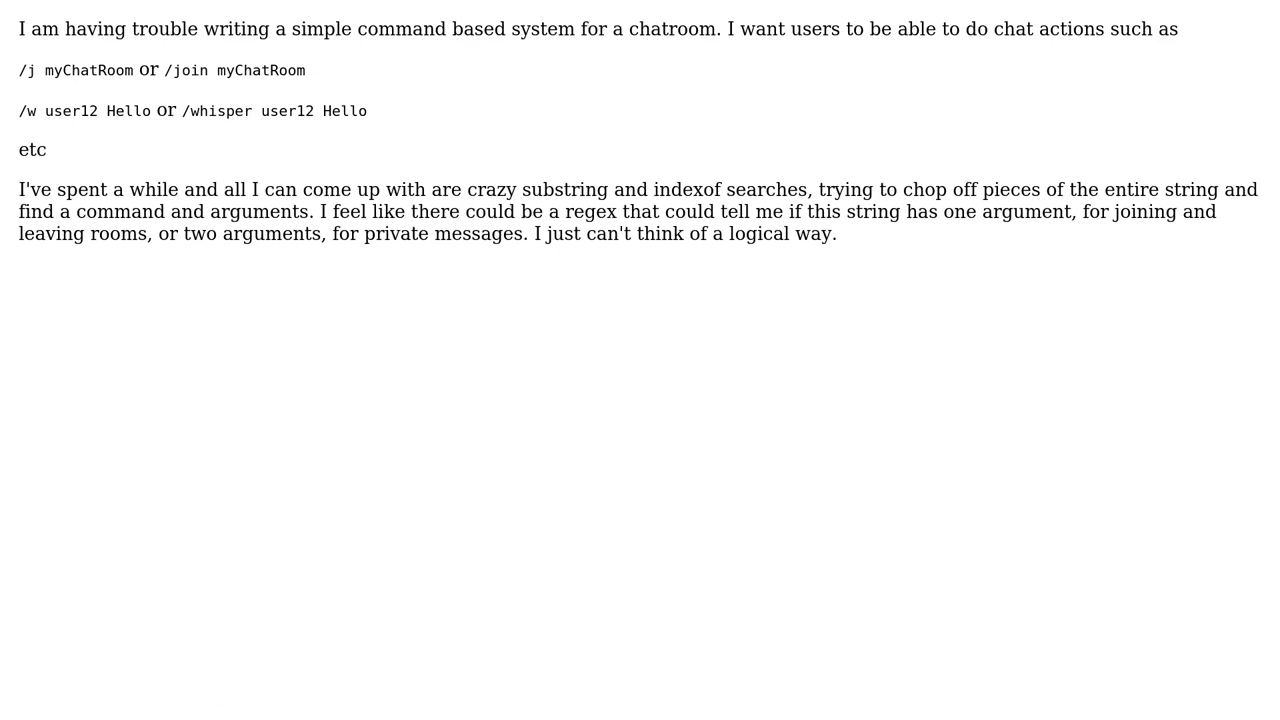 I am having trouble writing a simple command based system for a chatroom. I want users to be able to do chat actions such as
/j myChatRoom or /join myChatRoom
/w user12 Hello or /whisper user12 Hello
etc
I've spent a while and all I can come up with are crazy substring and indexof searches, trying to chop off pieces of the entire string and
find a command and arguments. I feel like there could be a regex that could tell me if this string has one argument, for joining and
leaving rooms, or two arguments, for private messages. I just can't think of a logical way.